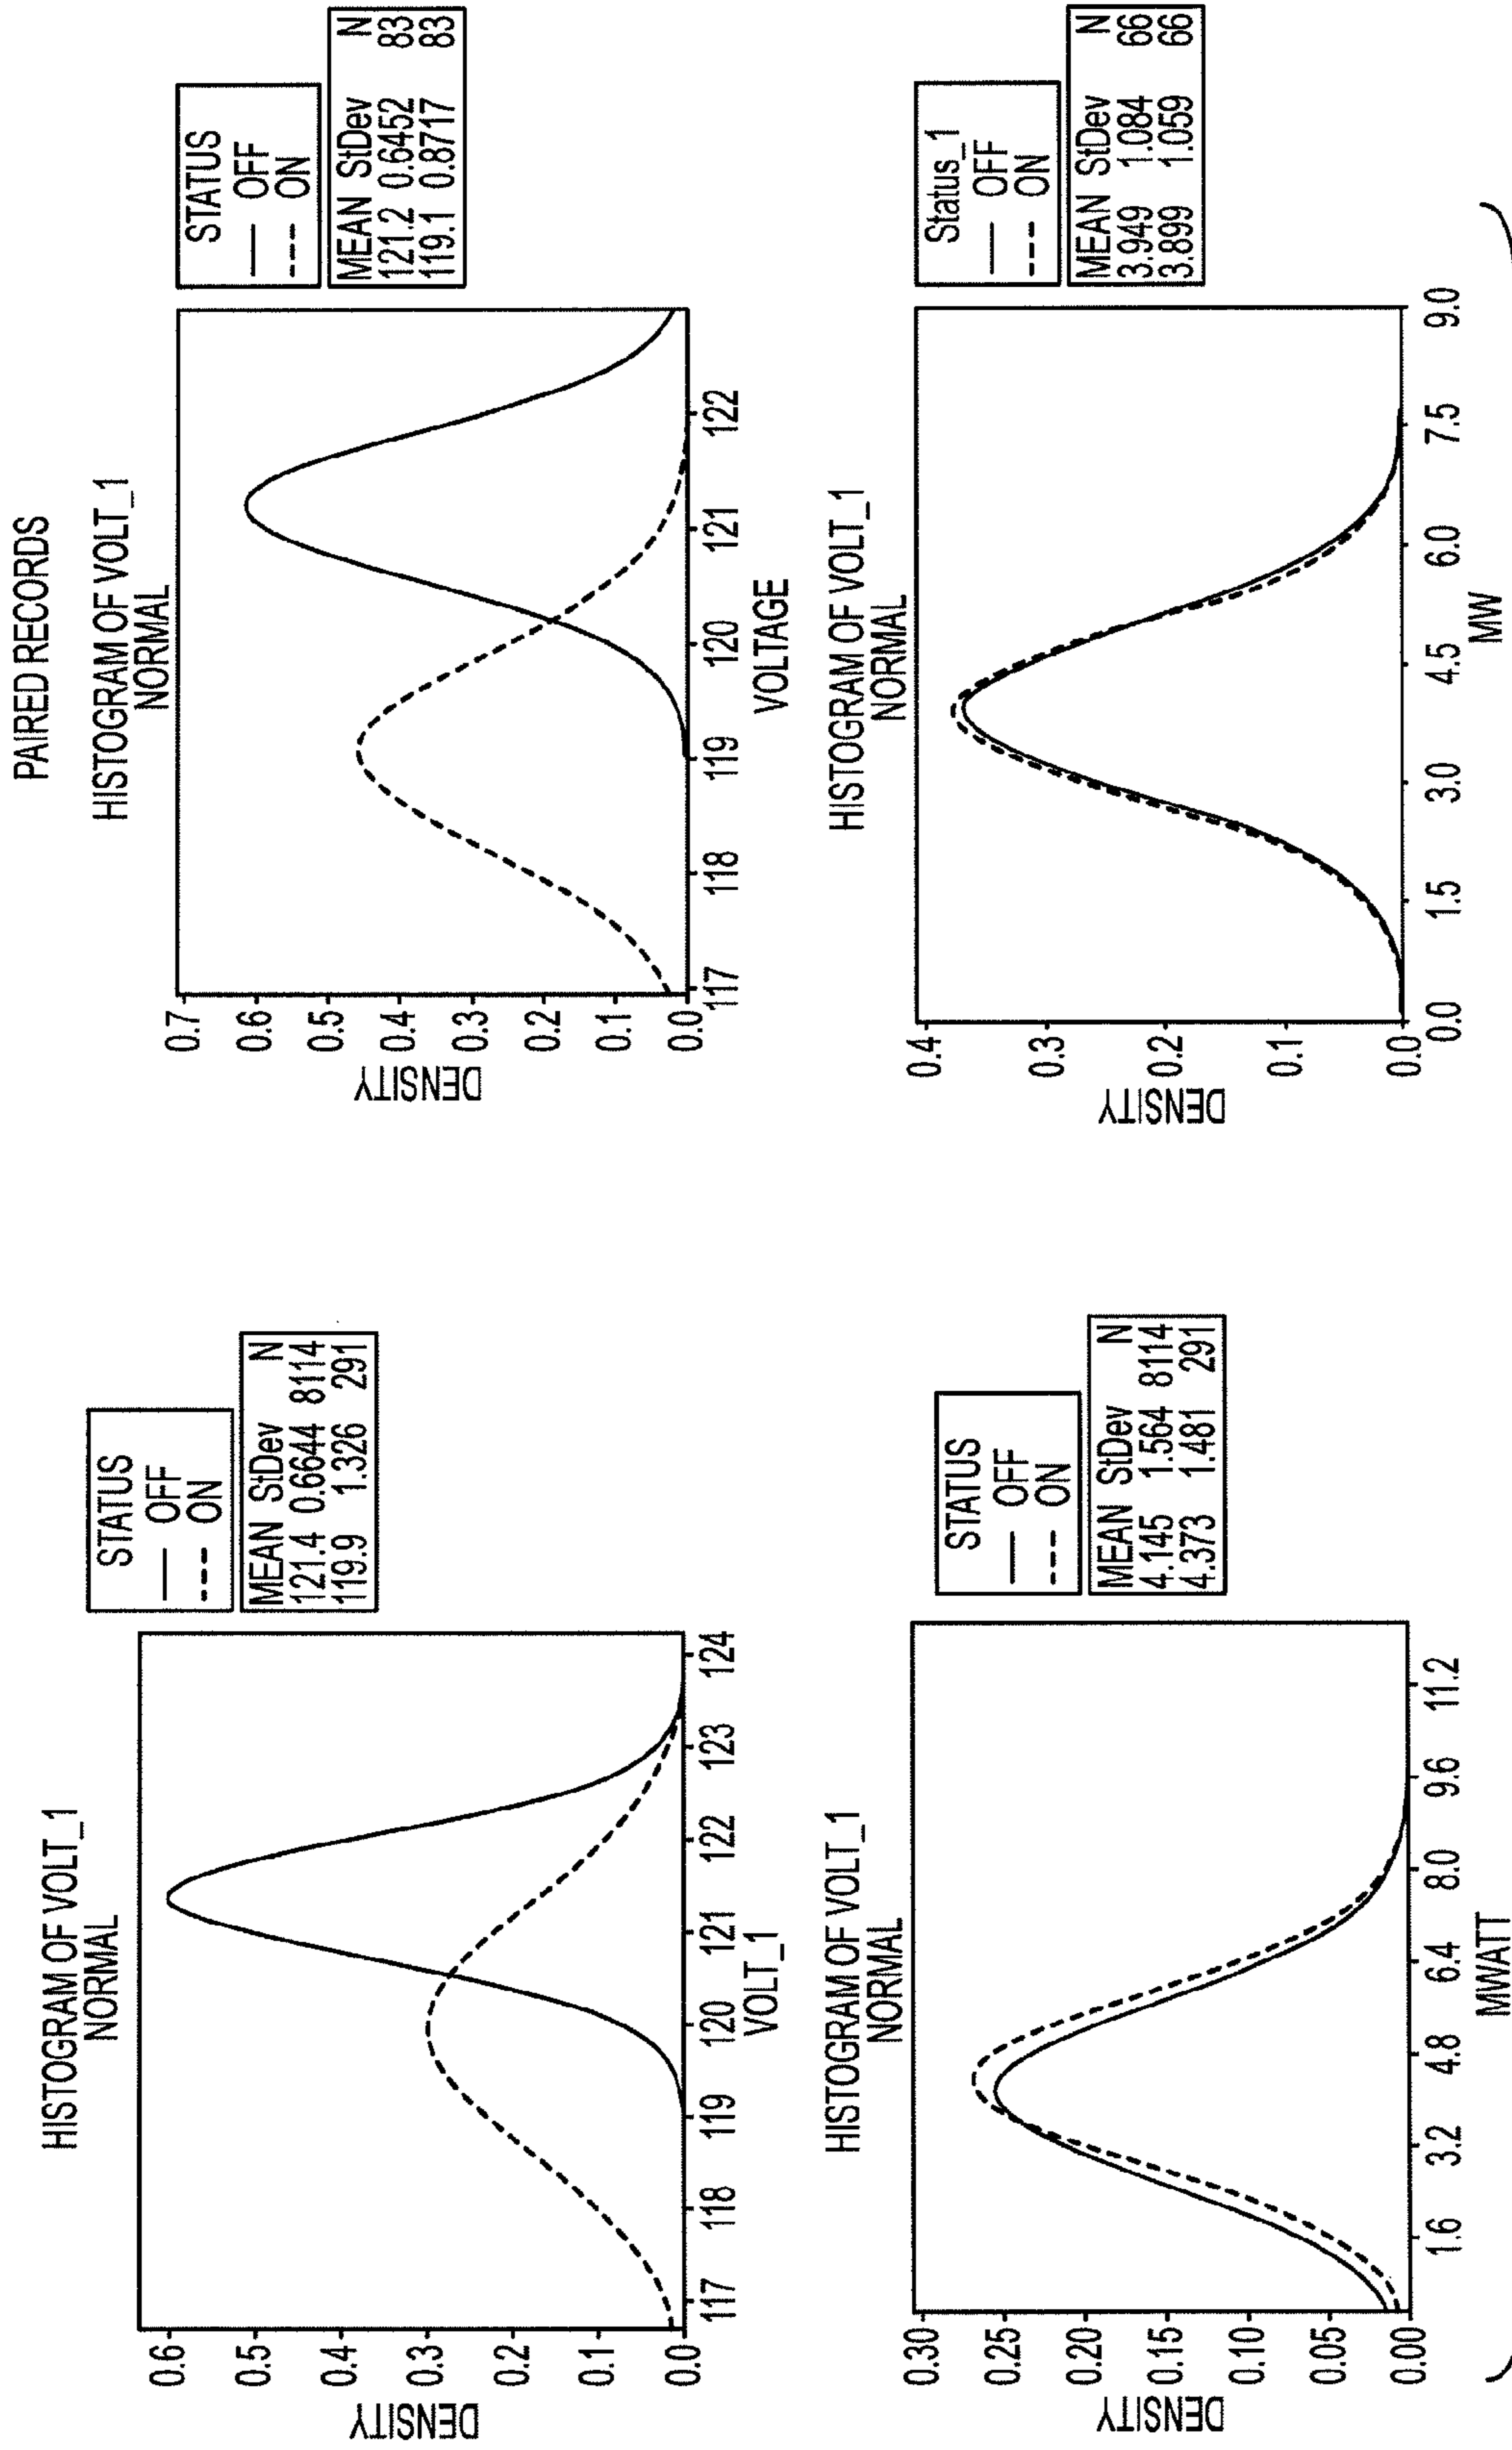 PAIRED RECORDS
HISTOGRAM OF VOLT_1
NORMAL
DENSITY
0.6
0.5
0.4
0.3
0.2
0.1
0.0
117 118 119 120 121 122 123 124
VOLT_1
STATUS
OFF
ON
MEAN StDev N
121.4 0.6644 8114
119.9 1.326 291
HISTOGRAM OF VOLT_1
NORMAL
DENSITY
0.7
0.6
0.5
0.4
0.3
0.2
0.1
0.0
117 118 119 120 121 122
VOLTAGE
STATUS
OFF
ON
MEAN StDev N
121.2 0.6452 83
119.1 0.8717 83
HISTOGRAM OF VOLT_1
NORMAL
DENSITY
0.30
0.25
0.20
0.15
0.10
0.05
0.00
1.6 3.2 4.8 6.4 8.0 9.6 11.2
MWATT
STATUS
OFF
ON
MEAN StDev N
4.145 1.564 8114
4.373 1.481 291
HISTOGRAM OF VOLT_1
NORMAL
DENSITY
0.4
0.3
0.2
0.1
0.0
0.0 1.5 3.0 4.5 6.0 7.5 9.0
MW
Status_1
OFF
ON
MEAN StDev N
3.949 1.084 66
3.899 1.059 66